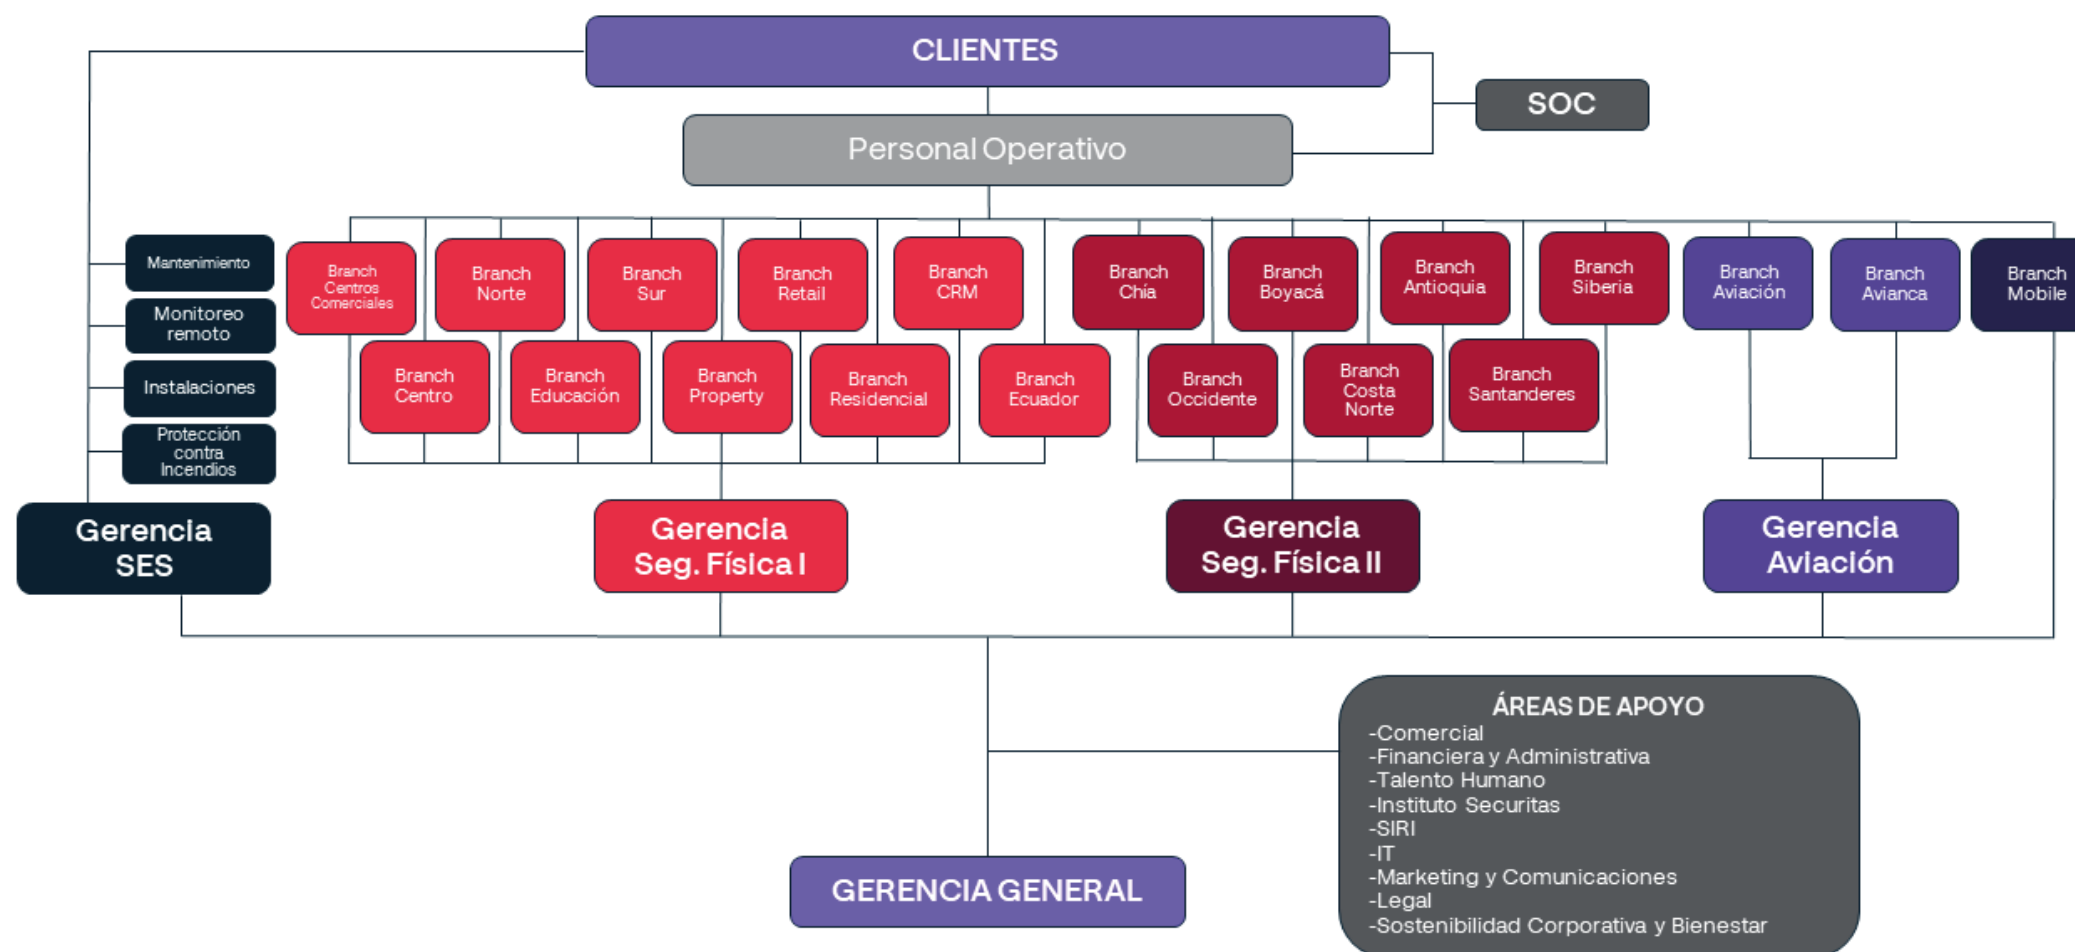 CLIENTES
SOC
Personal Operativo
Mantenimiento
Monitoreo
remoto
Instalaciones
Protección
contra
Incendios
Branch
Centros
Comerciales
Branch
Norte
Branch
Sur
Branch
Retail
Branch
CRM
Branch
Chía
Branch
Boyacá
Branch
Antioquia
Branch
Siberia
Branch
Aviación
Branch
Avianca
Branch
Mobile
Branch
Centro
Branch
Educación
Branch
Property
Branch
Residencial
Branch
Ecuador
Branch
Occidente
Branch
Costa
Norte
Branch
Santanderes
Gerencia
SES
Gerencia
Seg. Física I
Gerencia
Seg. Física II
Gerencia
Aviación
ÁREAS DE APOYO
-Comercial
-Financiera y Administrativa
-Talento Humano
-Instituto Securitas
-SIRI
-IT
-Marketing y Comunicaciones
-Legal
-Sostenibilidad Corporativa y Bienestar
GERENCIA GENERAL